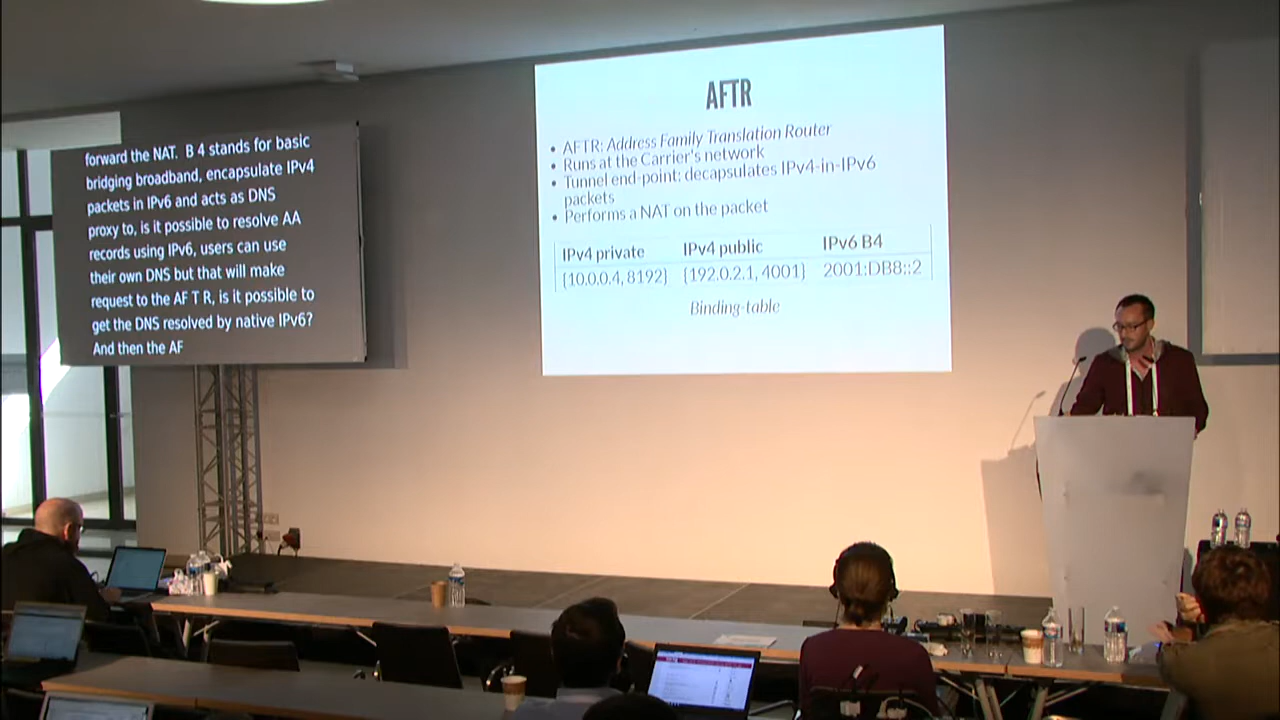 forward the NAT. B 4 stands for basic
bridging broadband, encapsulate IPv4
packets in IPv6 and acts as DNS
proxy to, is it possible to resolve AA
records using IPv6, users can use
their own DNS but that will make
request to the AF T R, is it possible to
get the DNS resolved by native IPv6?
And then the AF
AFTR
• AFTR: Address Family Translation Router
• Runs at the Carrier's network
• Tunnel end-point: decapsulates IPv4-in-IPv6
packets
• Performs a NAT on the packet
IPv4 private IPv4 public IPv6 B4
{10.0.0.4, 8192} {192.0.2.1, 4001} 2001:DB8::2
Binding-table